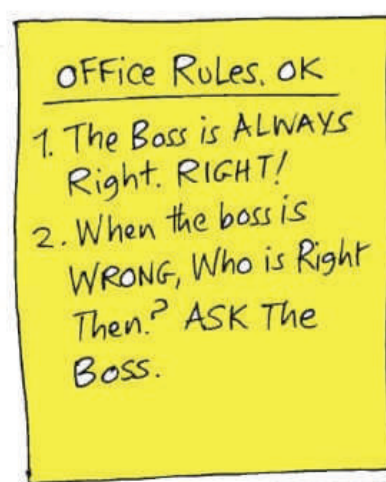 OFFice RuleS. OK
1. The Boss is ALWAYS
Right. RIGHT!
2. When the boss is
WRONG, Who is Right
Then.? ASK The
Boss.